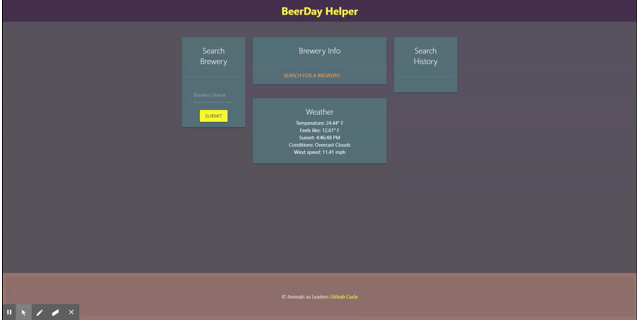 BeerDay Helper
Search
Brewery
Brewery Name
SUBMIT
Brewery Info
SEARCH FOR A BREWERY!
Weather
Temperature: 24.44° F
Feels like: 12.61° F
Sunset: 4:46:48 PM
Conditions: Overcast Clouds
Wind speed: 11.41 mph
Search
History
© Animals as Leaders Github Code